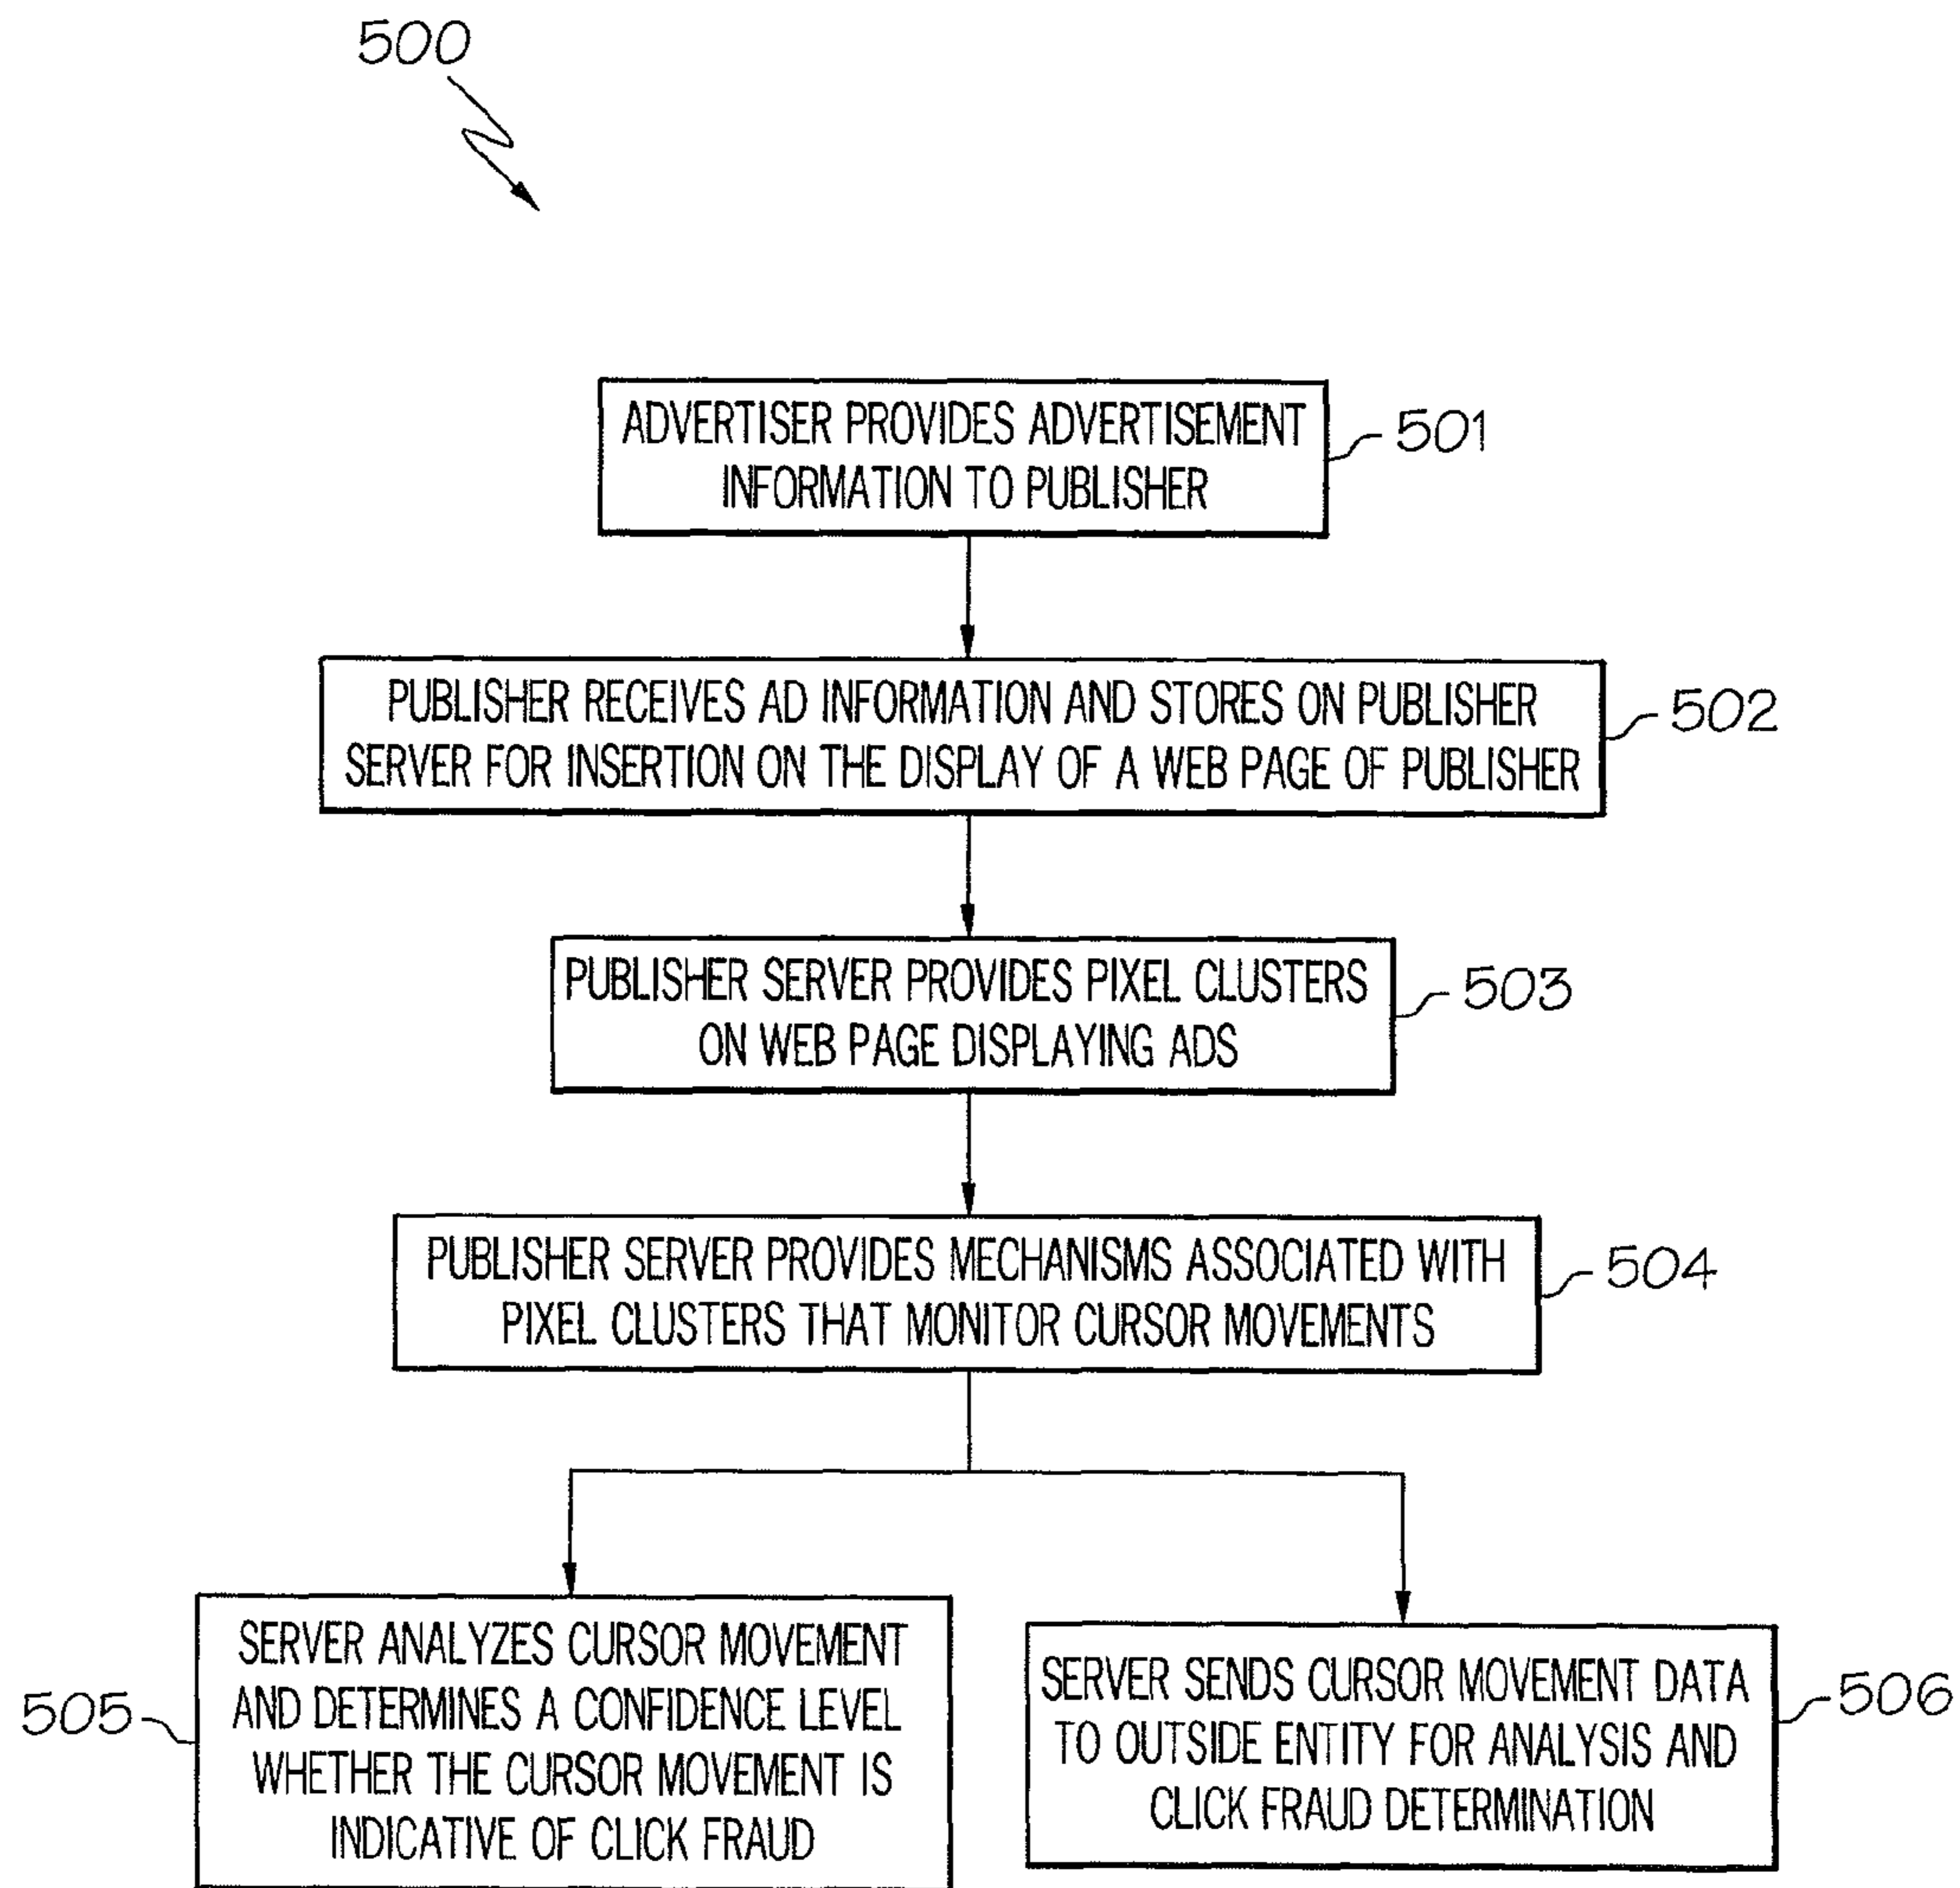 500
ADVERTISER PROVIDES ADVERTISEMENT
INFORMATION TO PUBLISHER
501
PUBLISHER RECEIVES AD INFORMATION AND STORES ON PUBLISHER
SERVER FOR INSERTION ON THE DISPLAY OF A WEB PAGE OF PUBLISHER
502
PUBLISHER SERVER PROVIDES PIXEL CLUSTERS
ON WEB PAGE DISPLAYING ADS
503
PUBLISHER SERVER PROVIDES MECHANISMS ASSOCIATED WITH
PIXEL CLUSTERS THAT MONITOR CURSOR MOVEMENTS
504
505
SERVER ANALYZES CURSOR MOVEMENT
AND DETERMINES A CONFIDENCE LEVEL
WHETHER THE CURSOR MOVEMENT IS
INDICATIVE OF CLICK FRAUD
SERVER SENDS CURSOR MOVEMENT DATA
TO OUTSIDE ENTITY FOR ANALYSIS AND
CLICK FRAUD DETERMINATION
506